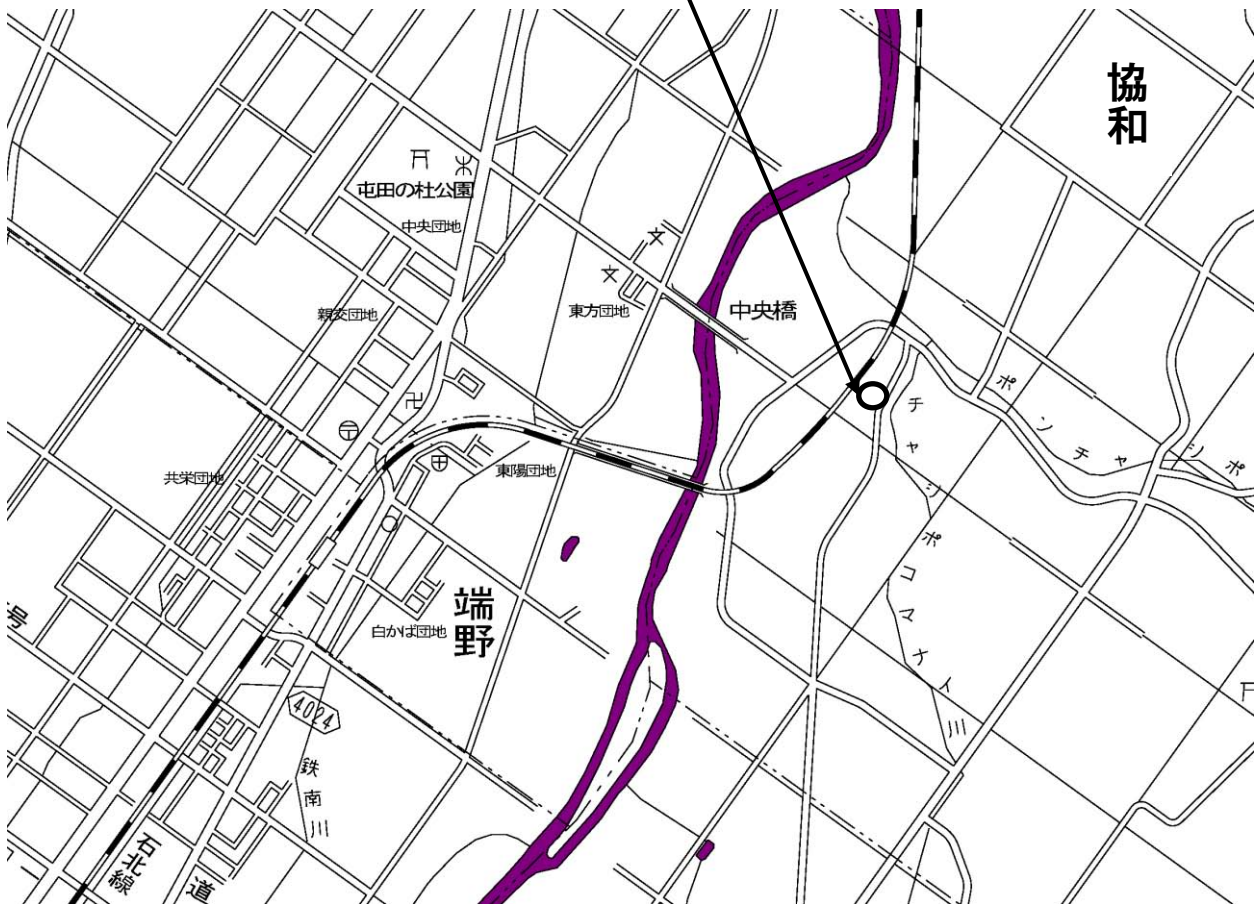 協和
屯田の杜公園
中央団地
親交団地
東方団地
中央橋
共栄団地
東陽団地
端野
白かば団地
号
4024
鉄南川
石北線
道
ポンチャシポ
チャシポコマナイ川